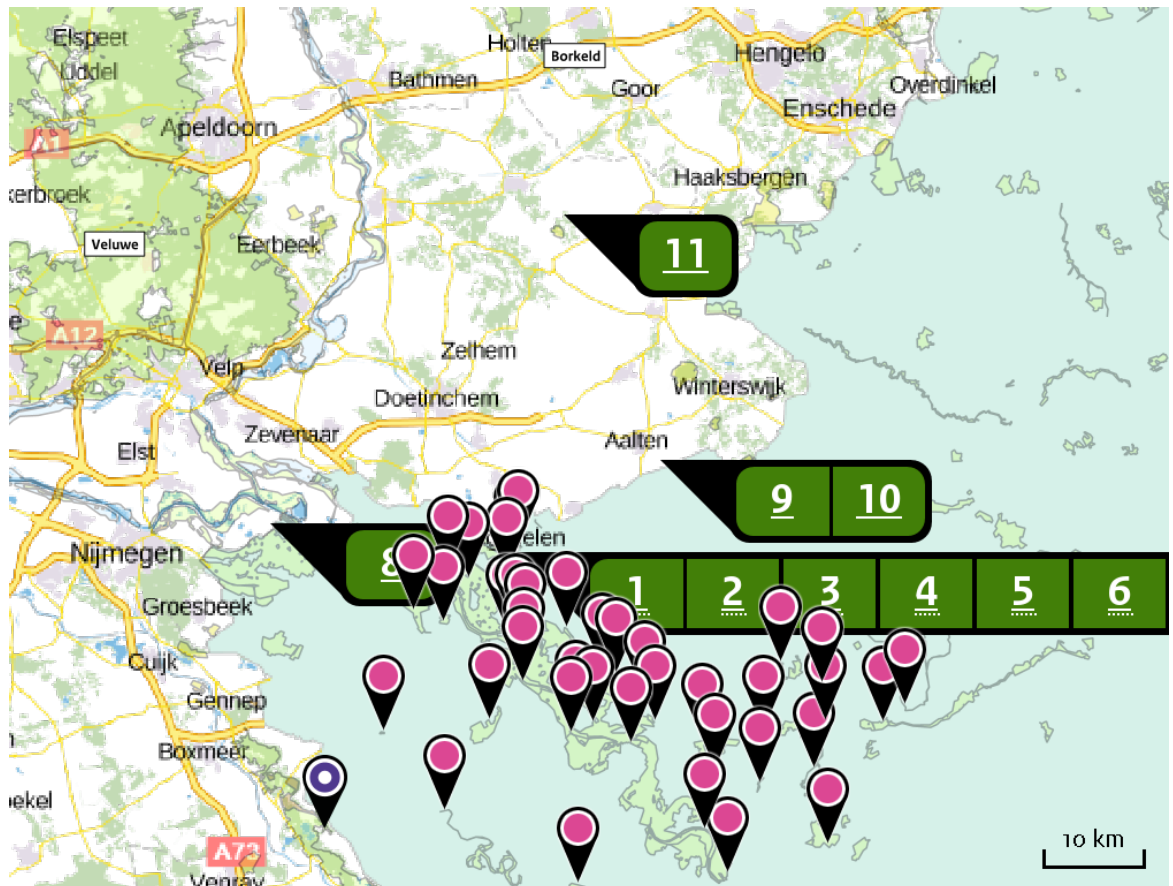 Elspeet
Uddel
Holten
Borkeld
Bathmen
Goor
Hengelo
Overdinkel
Enschede
Apeldoorn
A1
kerbroek
Haaksbergen
Veluwe
Eerbeek
11
A12
Zelhem
Velp
Winterswijk
Doetinchem
Zevenaar
Aalten
Elst
9 10
elen
Nijmegen
8
1 2 3 4 5 6
Groesbeek
Cuijk
Gennep
Boxmeer
ekel
A73
10 km
Venray